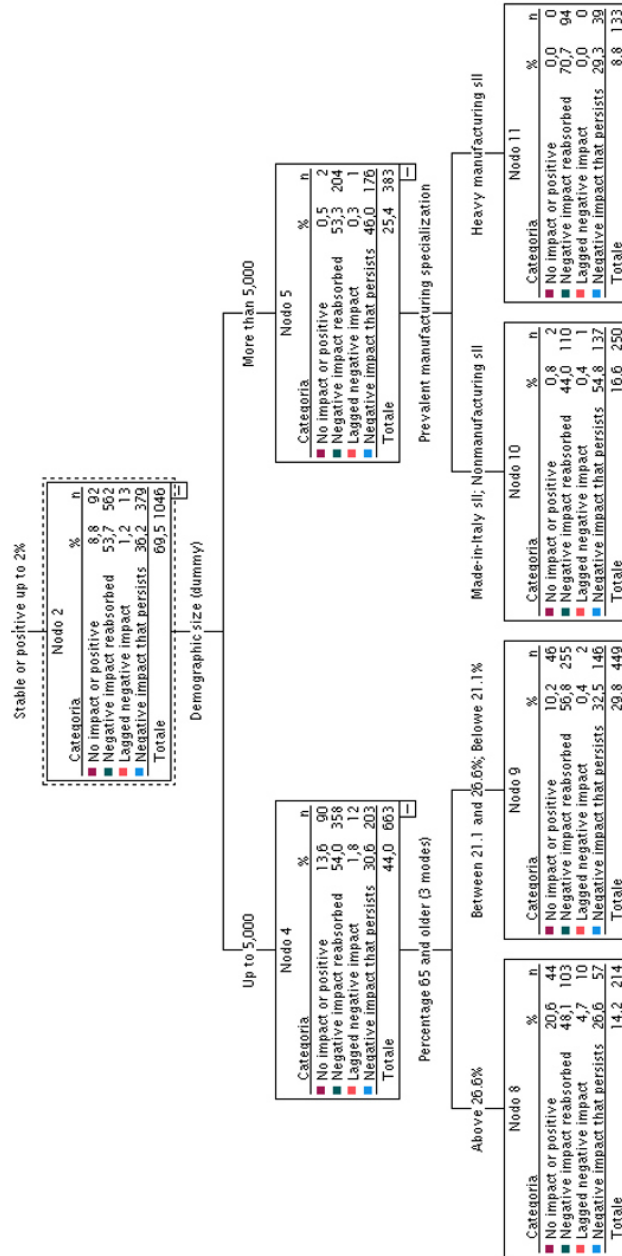 Stable or positive up to 2%
Nodo 2
Categoria % n
No impact or positive 8,8 92
Negative impact reabsorbed 53,7 562
Lagged negative impact 1,2 13
Negative impact that persists 36,2 379
Totale 69,5 1046
Demographic size (dummy)
Up to 5,000
More than 5,000
Nodo 4
Categoria % n
No impact or positive 13,6 90
Negative impact reabsorbed 54,0 358
Lagged negative impact 1,8 12
Negative impact that persists 30,6 203
Totale 44,0 663
Nodo 5
Categoria % n
No impact or positive 0,5 2
Negative impact reabsorbed 53,3 204
Lagged negative impact 0,3 1
Negative impact that persists 46,0 176
Totale 25,4 383
Percentage 65 and older (3 modes)
Prevalent manufacturing specialization
Above 26.6%
Between 21.1 and 26.6%; Belowe 21.1%
Made-in-Italy sll; Nonmanufacturing sll
Heavy manufacturing sll
Nodo 8
Categoria % n
No impact or positive 20,6 44
Negative impact reabsorbed 48,1 103
Lagged negative impact 4,7 10
Negative impact that persists 26,6 57
Totale 14,2 214
Nodo 9
Categoria % n
No impact or positive 10,2 46
Negative impact reabsorbed 56,8 255
Lagged negative impact 0,4 2
Negative impact that persists 32,5 146
Totale 29,8 449
Nodo 10
Categoria % n
No impact or positive 0,8 2
Negative impact reabsorbed 44,0 110
Lagged negative impact 0,4 1
Negative impact that persists 54,8 137
Totale 16,6 250
Nodo 11
Categoria % n
No impact or positive 0,0 0
Negative impact reabsorbed 70,7 94
Lagged negative impact 0,0 0
Negative impact that persists 29,3 39
Totale 8,8 133